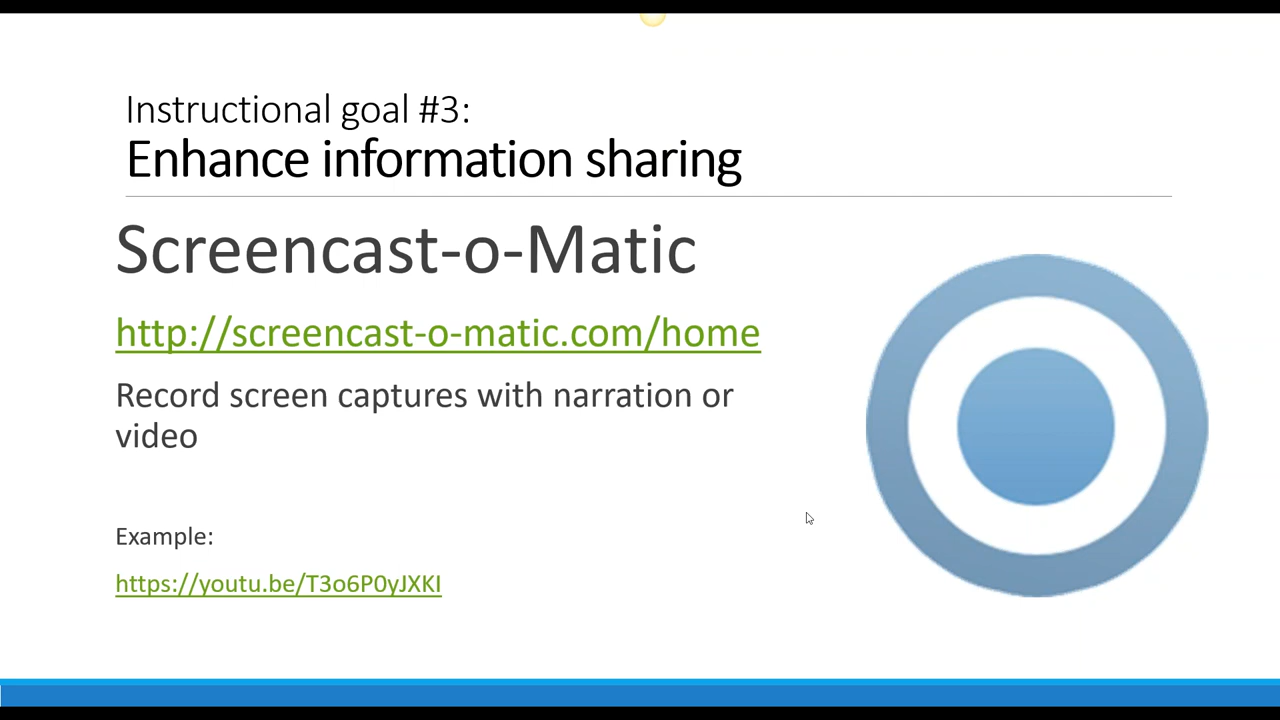 Instructional goal #3:
Enhance information sharing
Screencast-o-Matic
http://screencast-o-matic.com/home
Record screen captures with narration or
video
Example:
https://youtu.be/T3o6P0yJXKI